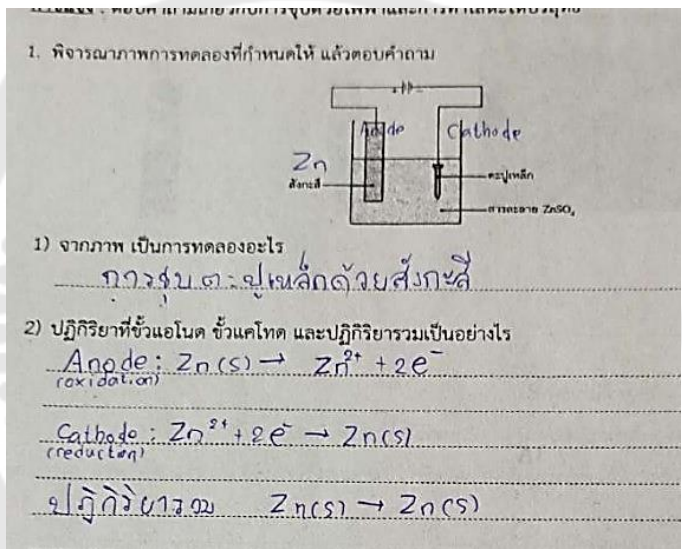 1. พิจารณาภาพการทดลองที่กำหนดให้ แล้วตอบคำถาม
Anode
Cathode
Zn
สังกะสี
ตะปูเหล็ก
สารละลาย ZnSO₄
1) จากภาพ เป็นการทดลองอะไร
การชุบตะปูเหล็กด้วยสังกะสี
2) ปฏิกิริยาที่ขั้วแอโนด ขั้วแคโทด และปฏิกิริยารวมเป็นอย่างไร
Anode : Zn(s) → Zn²⁺ + 2e⁻
(oxidation)
Cathode : Zn²⁺ + 2e⁻ → Zn(s)
(reduction)
ปฏิกิริยารวม Zn(s) → Zn(s)